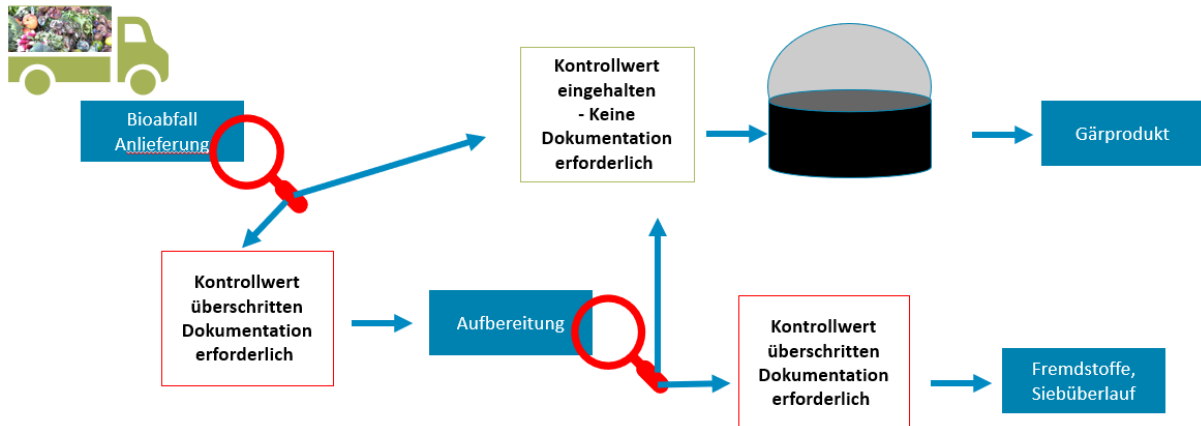 Bioabfall
Anlieferung
Kontrollwert
eingehalten
- Keine
Dokumentation
erforderlich
Gärprodukt
Kontrollwert
überschritten
Dokumentation
erforderlich
Aufbereitung
Kontrollwert
überschritten
Dokumentation
erforderlich
Fremdstoffe,
Siebüberlauf